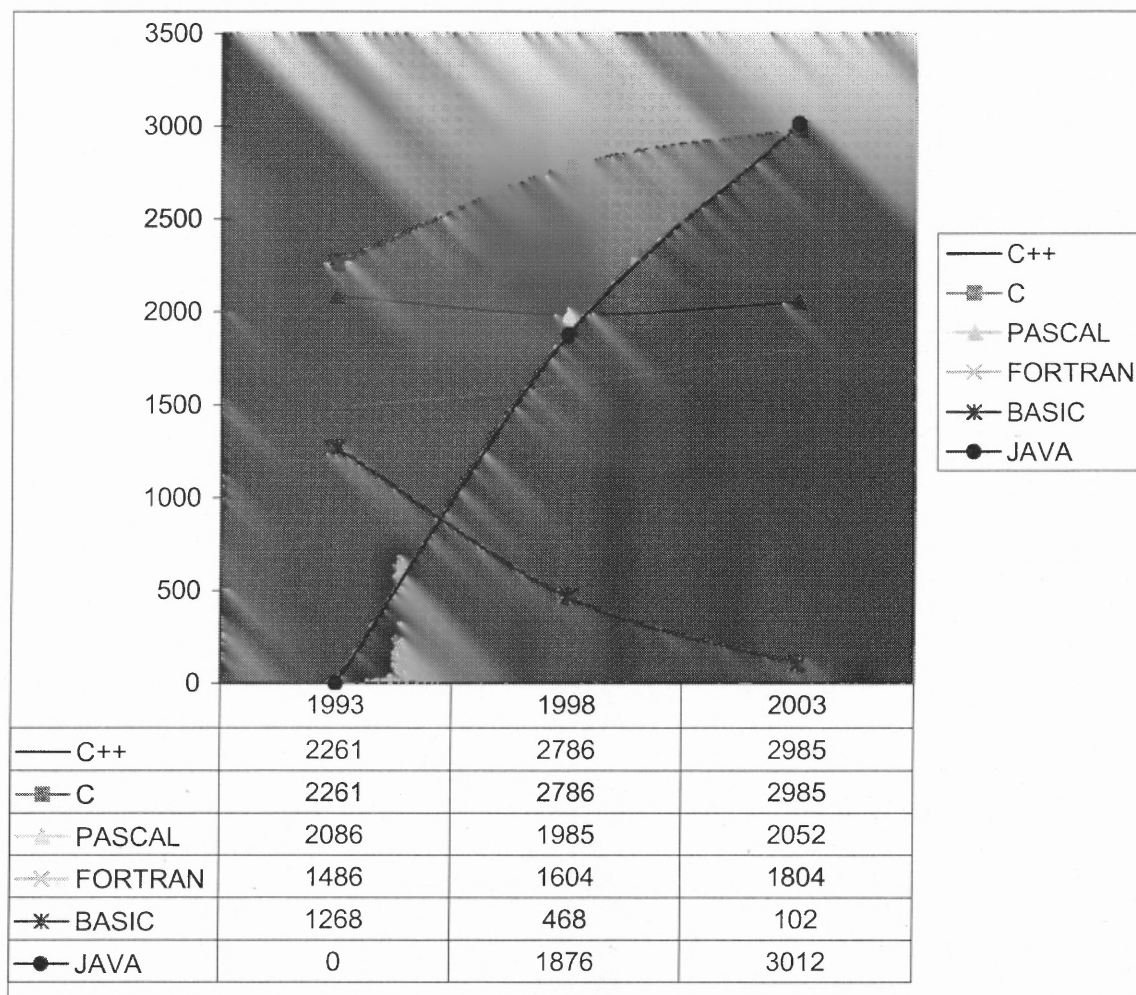 3500
3000
2500
2000
1500
1000
500
0
C++
C
PASCAL
FORTRAN
BASIC
JAVA
1993 1998 2003
C++ 2261 2786 2985
C 2261 2786 2985
PASCAL 2086 1985 2052
FORTRAN 1486 1604 1804
BASIC 1268 468 102
JAVA 0 1876 3012